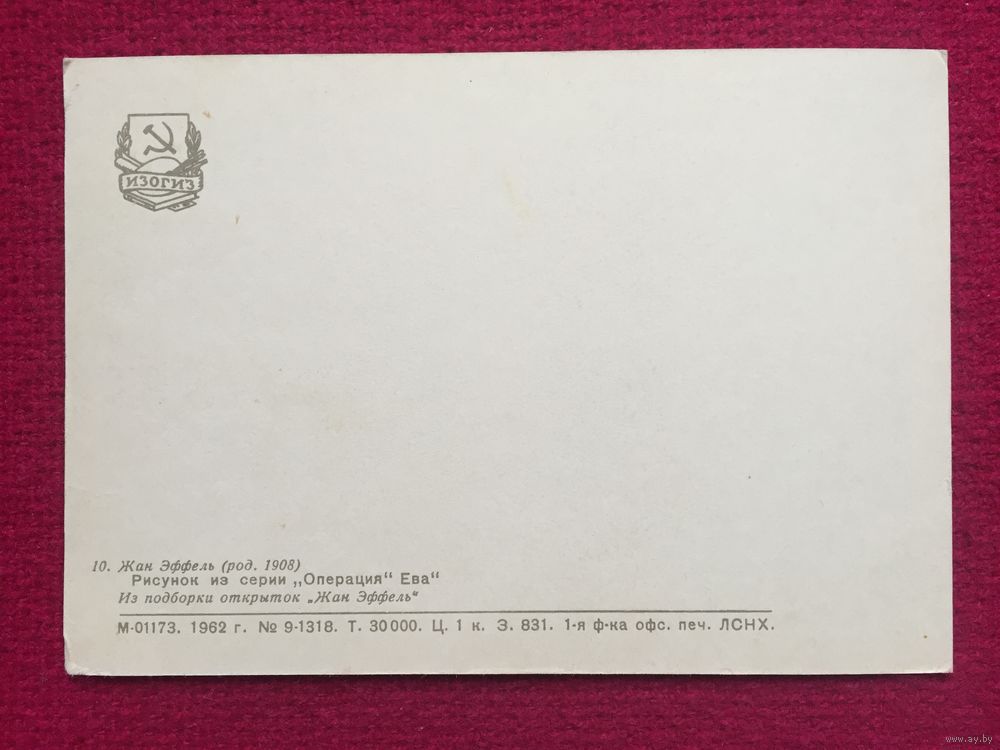 ИЗОГИЗ
10. Жан Эффель (род. 1908)
Рисунок из серии „Операция“ Ева“
Из подборки открыток „Жан Эффель“
М-01173. 1962 г. № 9-1318. Т. 30000. Ц. 1 к. З. 831. 1-я ф-ка офс. печ. ЛСНХ.
www.ay.by